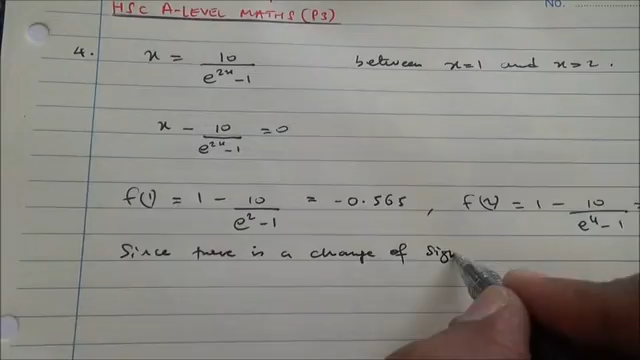 HSC A-LEVEL MATHS (P3)
No.
4. x = 10/(e^{2x}-1) between x=1 and x=2.
x - 10/(e^{2x}-1) = 0
f(1) = 1 - 10/(e^2-1) = -0.565, f(2) = 1 - 10/(e^4-1) =
Since there is a change of sign